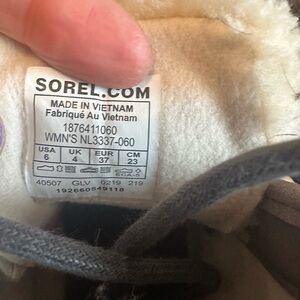 SOREL.COM
MADE IN VIETNAM
Fabriqué Au Vietnam
1876411060
WMN'S NL3337-060
USA UK EUR CM
6 4 37 23
40507 GLV 0219 219
192660549118